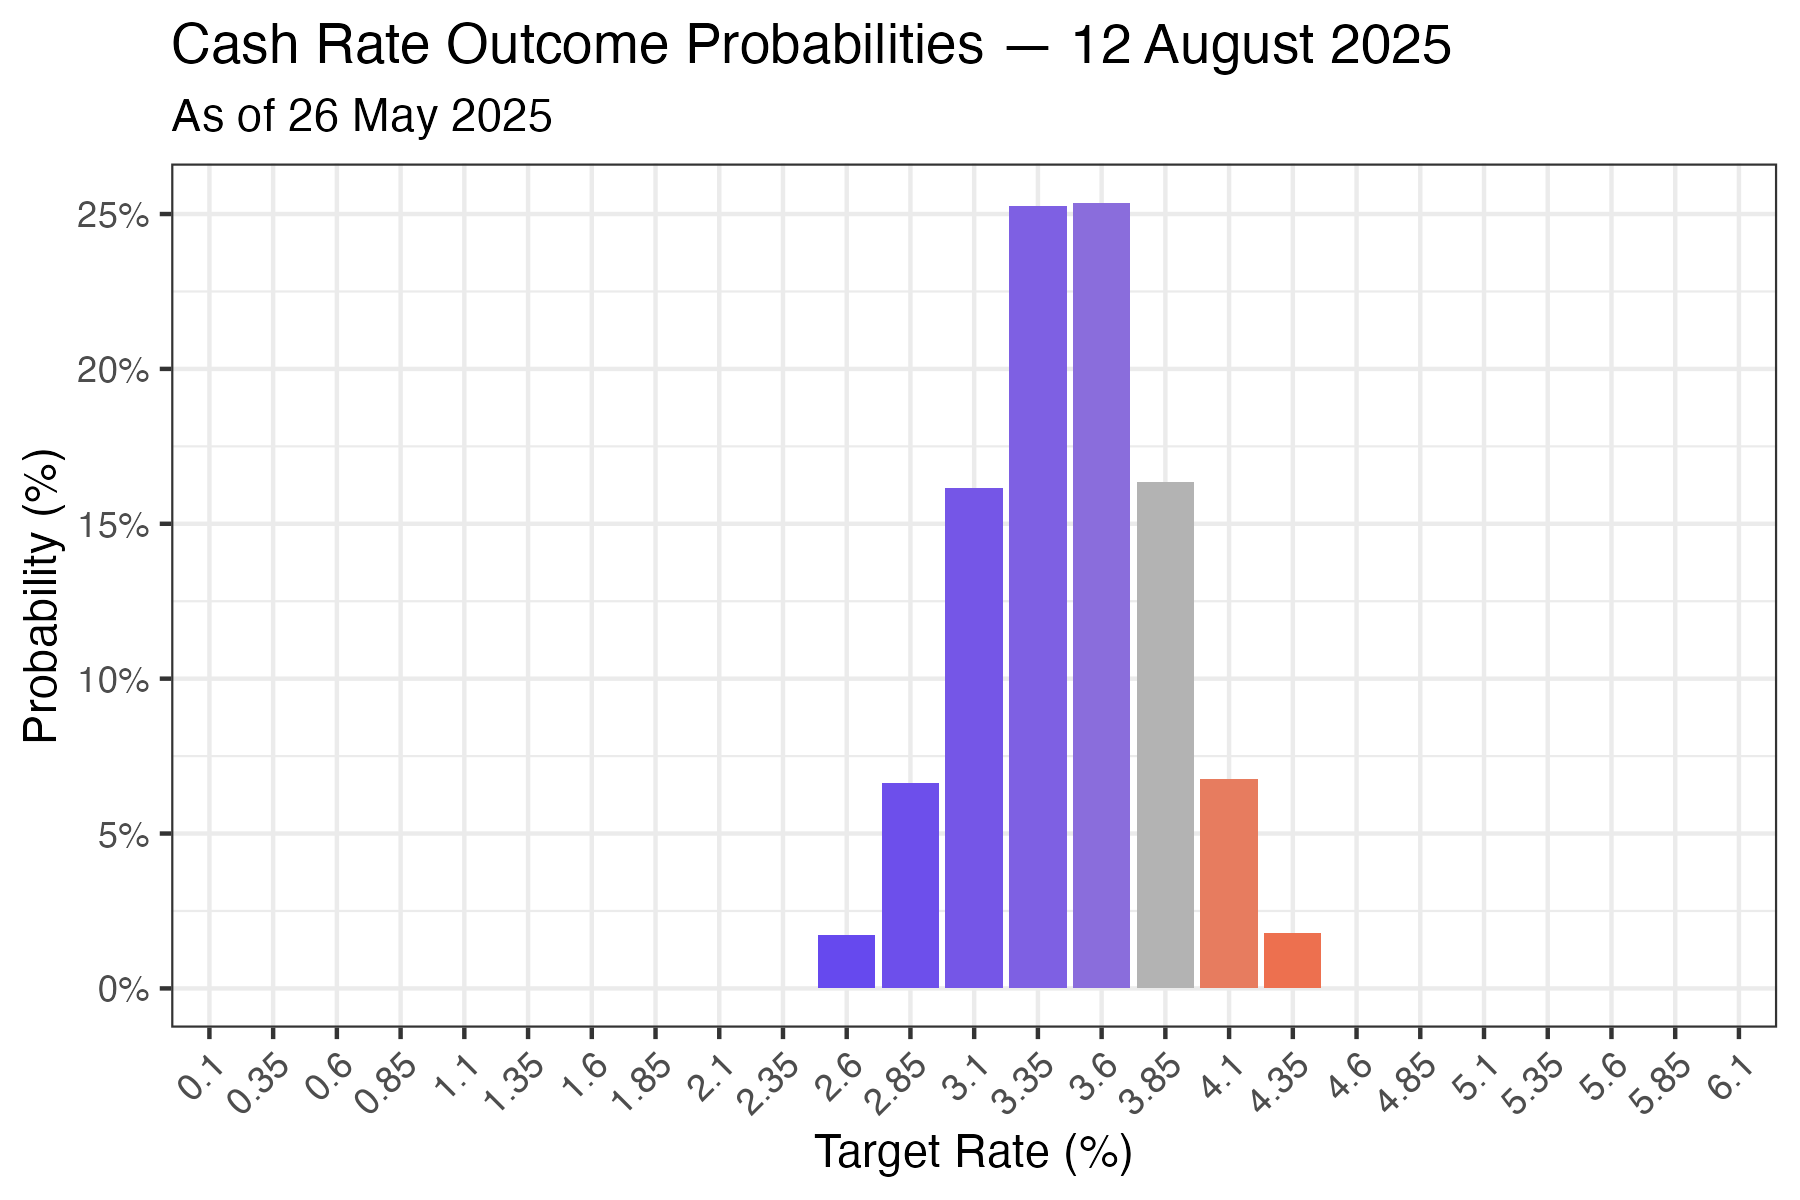 Cash Rate Outcome Probabilities — 12 August 2025
As of 26 May 2025
Probability (%)
25%
20%
15%
10%
5%
0%
0.1 0.35 0.6 0.85 1.1 1.35 1.6 1.85 2.1 2.35 2.6 2.85 3.1 3.35 3.6 3.85 4.1 4.35 4.6 4.85 5.1 5.35 5.6 5.85 6.1
Target Rate (%)